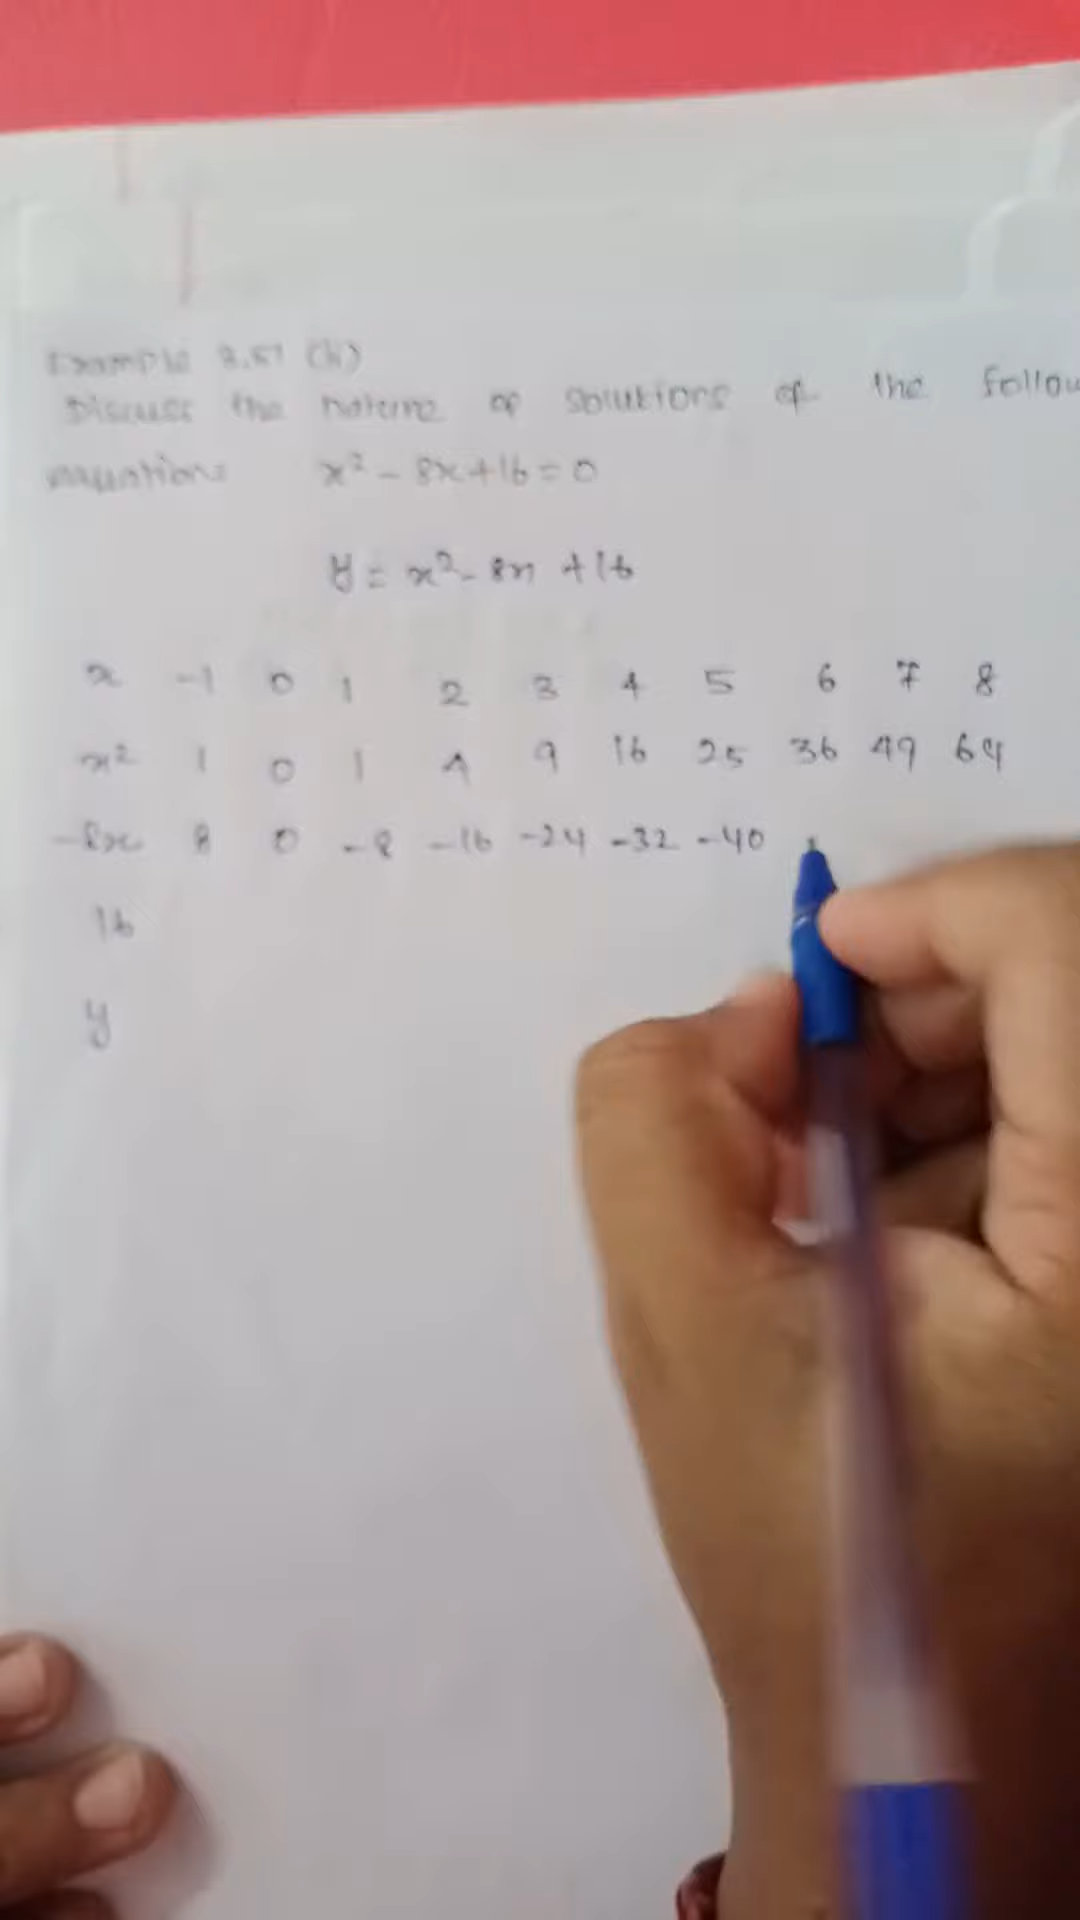 Example 3.51 (ii)
Discuss the nature of solutions of the follow
equations x² - 8x + 16 = 0
y = x² - 8x + 16
x -1 0 1 2 3 4 5 6 7 8
x² 1 0 1 4 9 16 25 36 49 64
-8x 8 0 -8 -16 -24 -32 -40
16
y